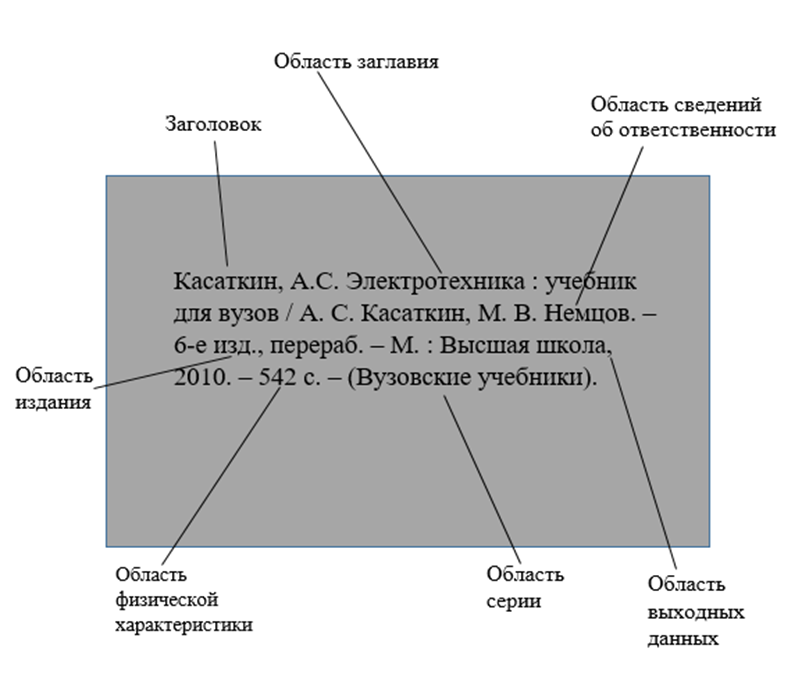 Область заглавия
Область сведений
об ответственности
Заголовок
Касаткин, А.С. Электротехника : учебник
для вузов / А. С. Касаткин, М. В. Немцов. –
6-е изд., перераб. – М. : Высшая школа,
2010. – 542 с. – (Вузовские учебники).
Область
издания
Область
физической
характеристики
Область
серии
Область
выходных
данных